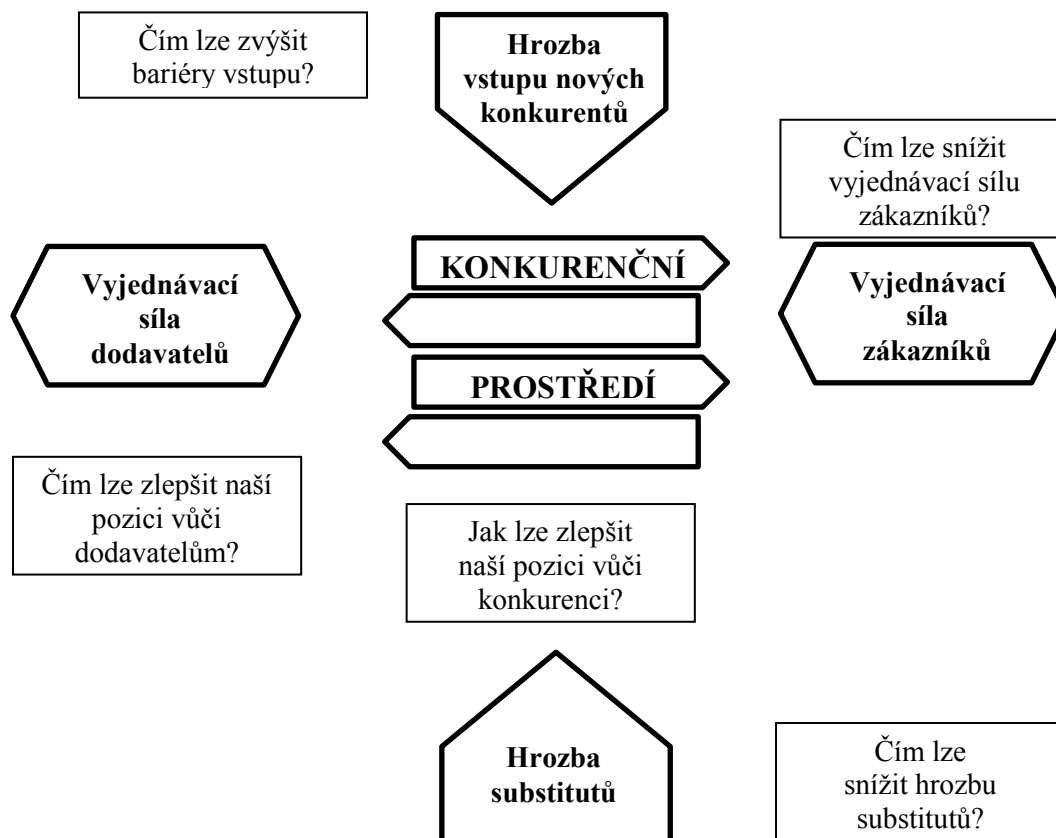 Čím lze zvýšit
bariéry vstupu?
Hrozba
vstupu nových
konkurentů
Čím lze snížit
vyjednávací sílu
zákazníků?
Vyjednávací
síla
dodavatelů
KONKURENČNÍ
PROSTŘEDÍ
Vyjednávací
síla
zákazníků
Čím lze zlepšit naší
pozici vůči
dodavatelům?
Jak lze zlepšit
naší pozici vůči
konkurenci?
Hrozba
substitutů
Čím lze
snížit hrozbu
substitutů?